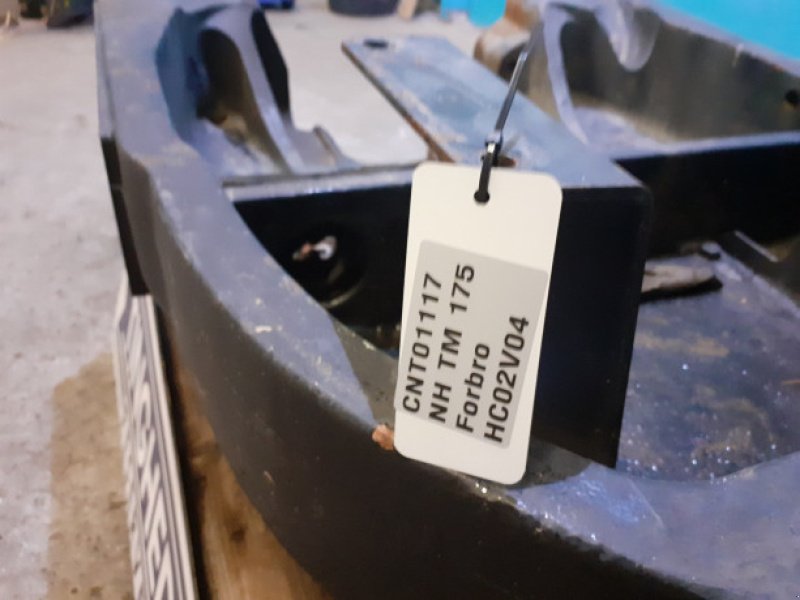 CNT01117
NH TM 175
Forbro
HC02V04